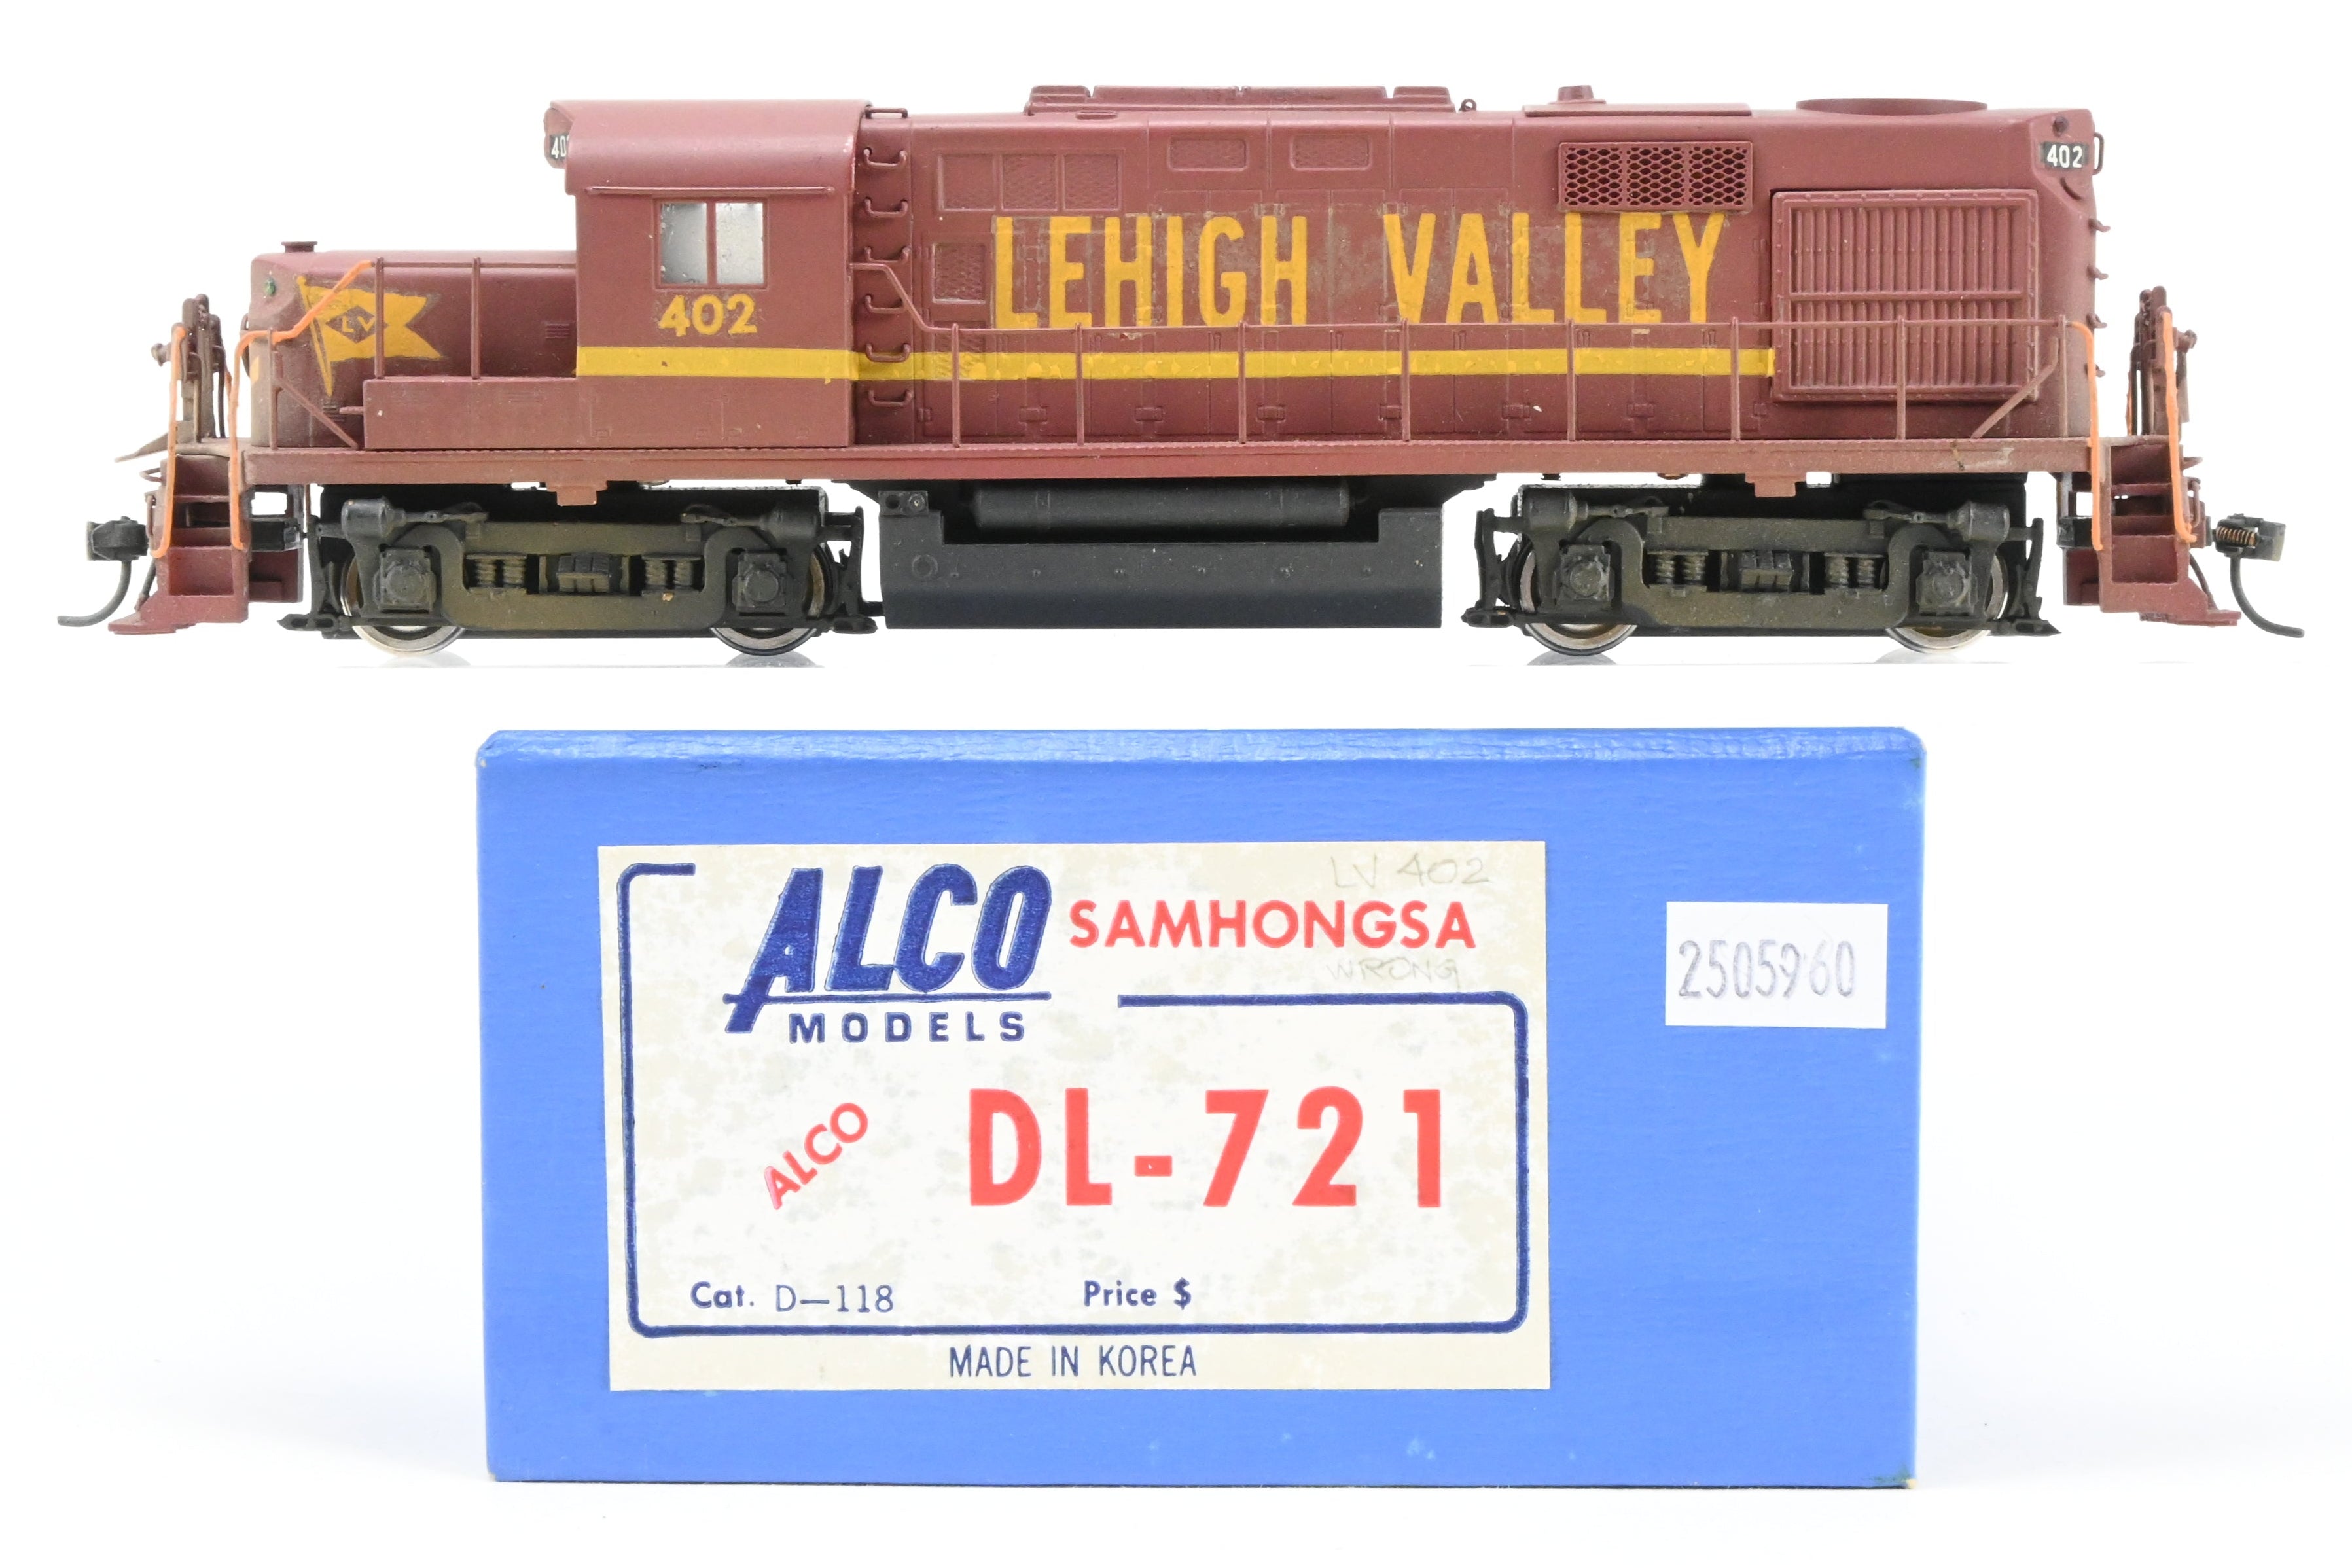 40
402
LEHIGH VALLEY
LV
402
LV 402
ALCO SAMHONGSA
WRONG
MODELS
2505960
ALCO DL-721
Cat. D-118 Price $
MADE IN KOREA